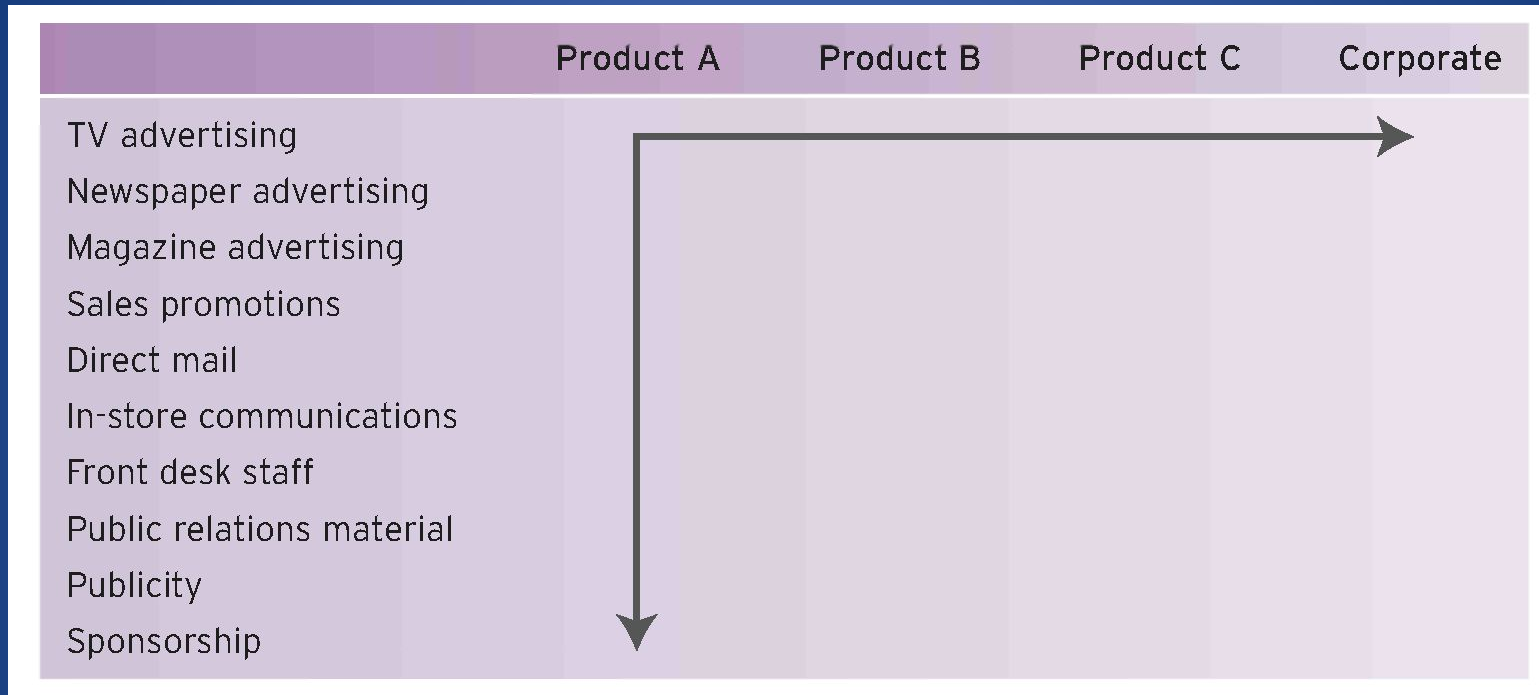 Product A Product B Product C Corporate
TV advertising
Newspaper advertising
Magazine advertising
Sales promotions
Direct mail
In-store communications
Front desk staff
Public relations material
Publicity
Sponsorship